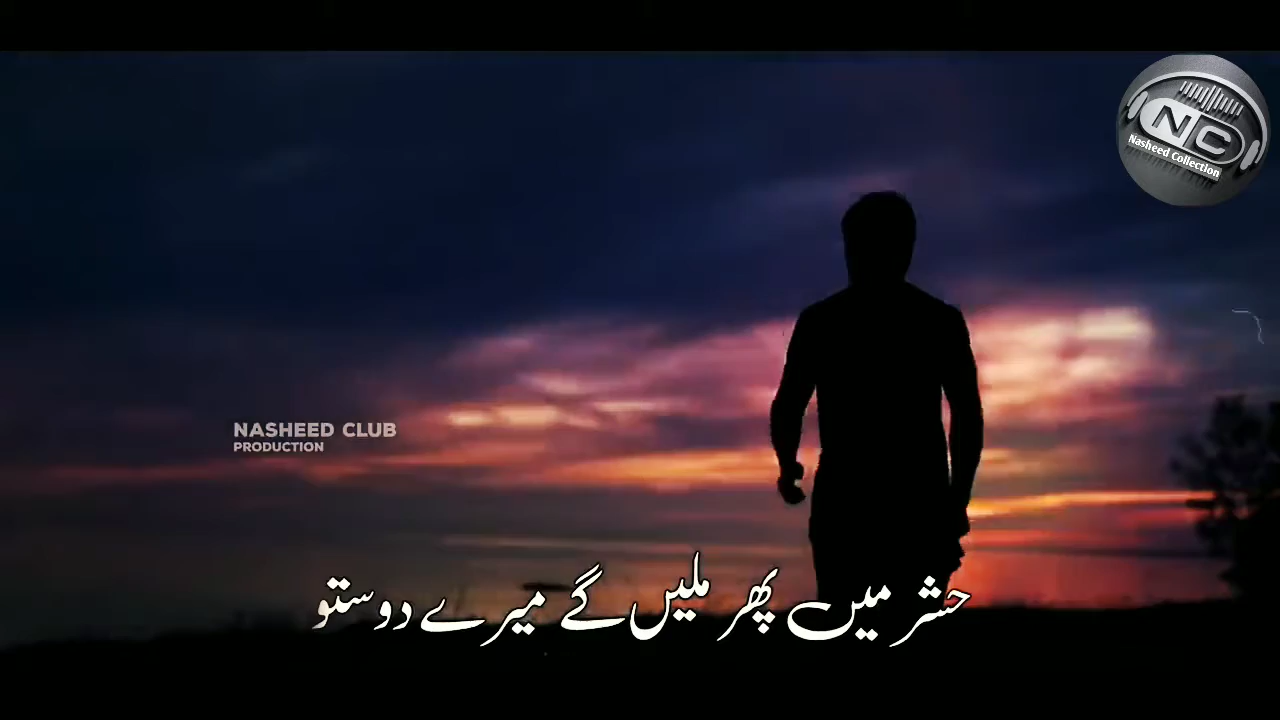 NC
Nasheed Collection
NASHEED CLUB
PRODUCTION
حشر میں پھر ملیں گے میرے دوستو